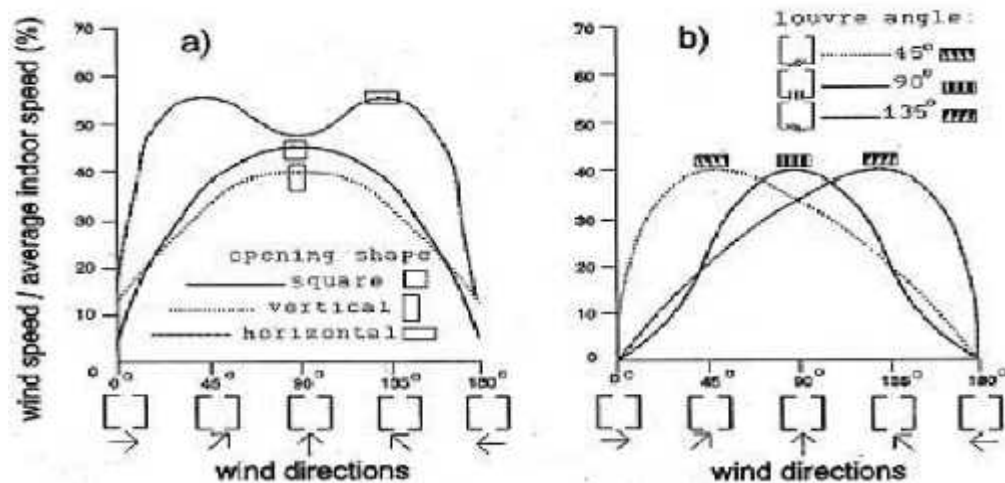 wind speed / average indoor speed (%)
a)
70
60
50
40
30
20
10
0
opening shape
square
vertical
horizontal
0° 45° 90° 135° 180°
wind directions
b)
louvre angle:
45°
90°
135°
70
60
50
40
30
20
10
0
0° 45° 90° 135° 180°
wind directions